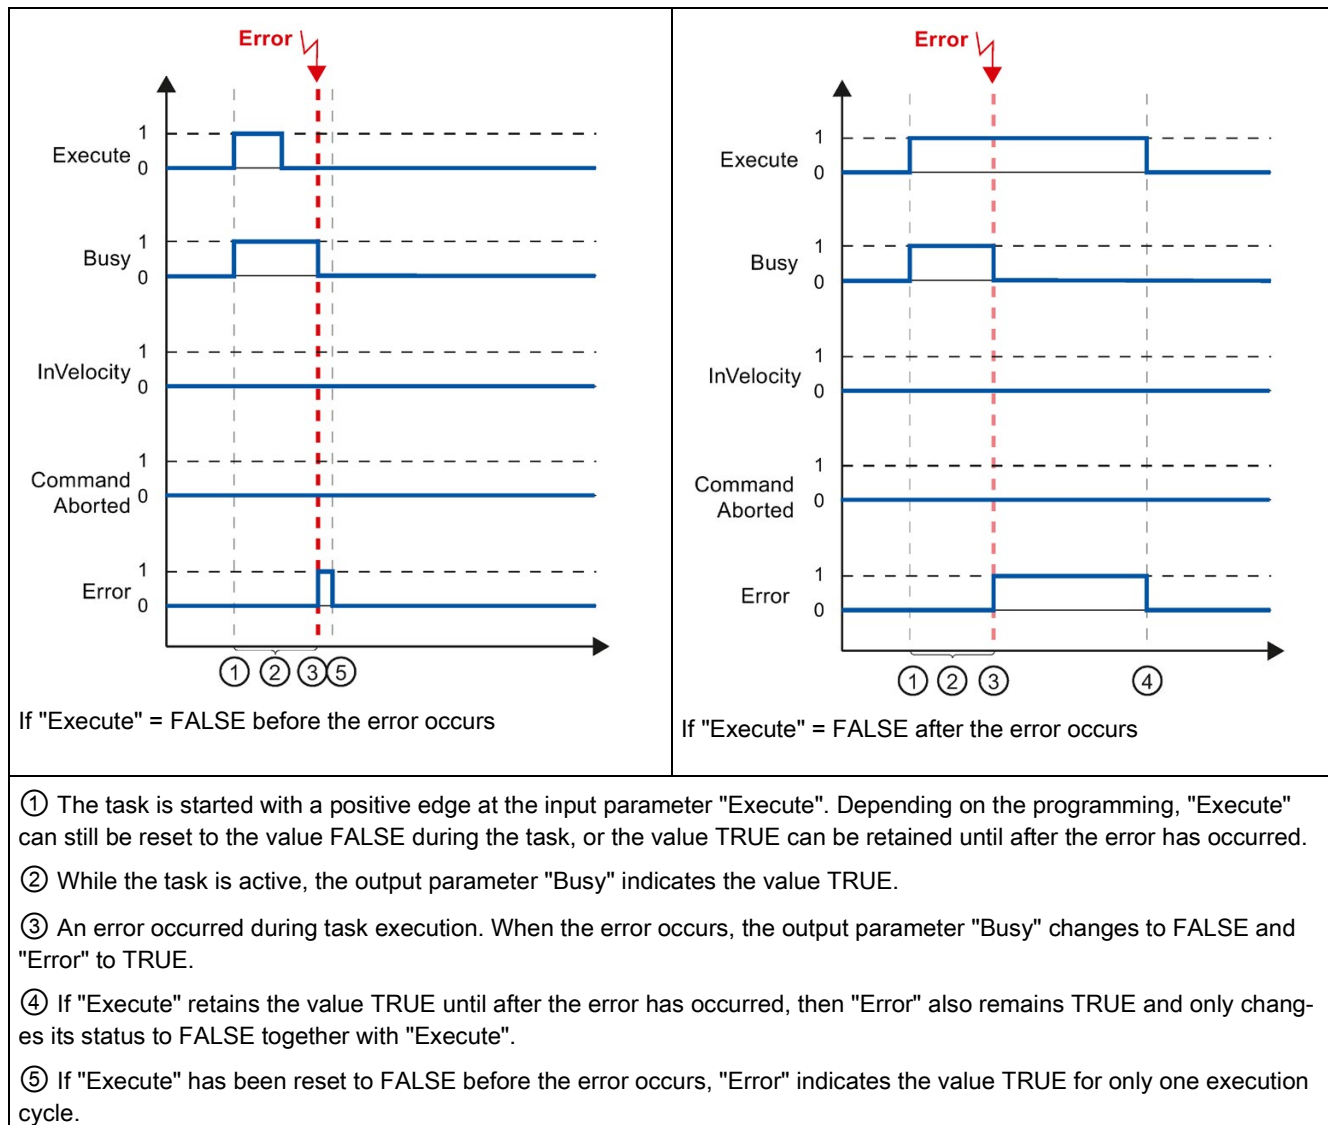 Error
1
Execute
0
1
Busy
0
1
InVelocity
0
1
Command
Aborted
0
1
Error
0
① ② ③ ⑤
If "Execute" = FALSE before the error occurs
Error
1
Execute
0
1
Busy
0
1
InVelocity
0
1
Command
Aborted
0
1
Error
0
① ② ③ ④
If "Execute" = FALSE after the error occurs
① The task is started with a positive edge at the input parameter "Execute". Depending on the programming, "Execute"
can still be reset to the value FALSE during the task, or the value TRUE can be retained until after the error has occurred.
② While the task is active, the output parameter "Busy" indicates the value TRUE.
③ An error occurred during task execution. When the error occurs, the output parameter "Busy" changes to FALSE and
"Error" to TRUE.
④ If "Execute" retains the value TRUE until after the error has occurred, then "Error" also remains TRUE and only chang-
es its status to FALSE together with "Execute".
⑤ If "Execute" has been reset to FALSE before the error occurs, "Error" indicates the value TRUE for only one execution
cycle.